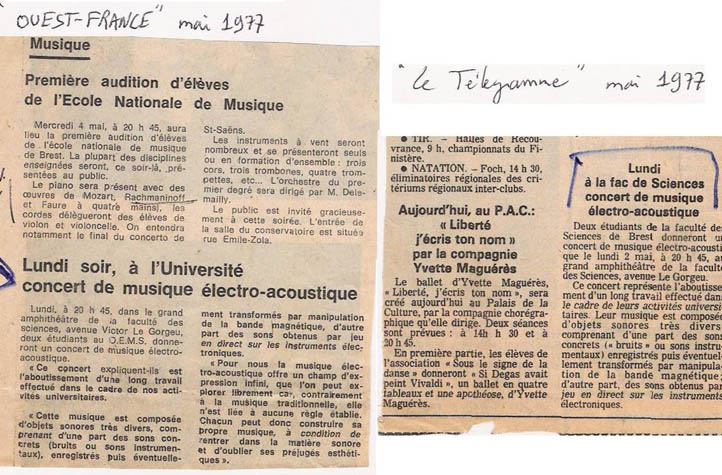 OUEST-FRANCE" mai 1977
Musique
Première audition d'élèves
de l'Ecole Nationale de Musique
Mercredi 4 mai, à 20 h 45, aura
lieu la première audition d'élèves
de l'école nationale de musique
de Brest. La plupart des disciplines
enseignées seront, ce soir-là, pré-
sentées au public.
Le piano sera présent avec des
œuvres de Mozart, Rachmaninoff
et Faure à quatre mains), les
cordes délègueront des élèves de
violon et violoncelle. On entendra
notamment le final du concerto de
St-Saëns.
Les instruments à vent seront
nombreux et se présenteront seuls
ou en formation d'ensemble : trois
cors, trois trombones, quatre trom-
pettes, etc... L'orchestre du pre-
mier degré sera dirigé par M. Dele-
mailly.
Le public est invité gracieuse-
ment à cette soirée. L'entrée de
la salle du conservatoire est située
rue Emile-Zola.
Lundi soir, à l'Université
concert de musique électro-acoustique
Lundi, à 20 h 45, dans le grand
amphithéâtre de la faculté des
sciences, avenue Victor Le Gorgeu,
deux étudiants au D.E.M.S. donne-
ront un concert de musique électro-
acoustique.
« Ce concert expliquent-ils est
l'aboutissement d'une long travail
effectué dans le cadre de nos acti-
vités universitaires.
« Cette musique est composée
d'objets sonores très divers, com-
prenant d'une part des sons con-
crets (bruits ou sons instrumen-
taux), enregistrés puis éventuelle-
ment transformés par manipulation
de la bande magnétique, d'autre
part des sons obtenus par jeu
en direct sur les instruments élec-
troniques.
« Pour nous la musique élec-
tro-acoustique offre un champ d'ex-
pression infini, que l'on peut ex-
plorer librement car, contrairement
à la musique traditionnelle, elle
n'est liée à aucune règle établie.
Chacun peut donc construire sa
propre musique, à condition de
rentrer dans la matière sonore
et d'oublier ses préjugés esthéti-
ques ».
"Le Télégramme" mai 1977
● TIR. – Halles de Recou-
vrance, 9 h, championnats du Fi-
nistère.
● NATATION. – Foch, 14 h 30,
éliminatoires régionales des cri-
tériums régionaux inter-clubs.
Aujourd'hui, au P.A.C.:
« Liberté
j'écris ton nom »
par la compagnie
Yvette Maguérès
Le ballet d'Yvette Maguérès,
« Liberté, j'écris ton nom », sera
créé aujourd'hui au Palais de la
Culture, par la compagnie chorégra-
phique qu'elle dirige. Deux séances
sont prévues : à 14h 30 et à
20 h 45.
En première partie, les élèves de
l'association « Sous le signe de la
danse » donneront « Si Degas avait
peint Vivaldi », un ballet en quatre
tableaux et une apothéose, d'Yvette
Maguérès.
Lundi
à la fac de Sciences
concert de musique
électro-acoustique
Deux étudiants de la faculté des
Sciences de Brest donneront un
concert de musique électro-acousti-
que le lundi 2 mai, à 20 h 45, au
grand amphithéâtre de la faculté
des Sciences, avenue Le Gorgeu.
Ce concert représente l'aboutisse-
ment d'un long travail effectué dans
le cadre de leurs activités universi-
taires. Leur musique est composée
d'objets sonores très divers,
comprenant d'une part des sons
concrets (« bruits » ou sons instru-
mentaux) enregistrés puis éventuel-
lement transformés par manipula-
tion de la bande magnétique;
d'autre part, des sons obtenus par
jeu en direct sur les instruments
électroniques.